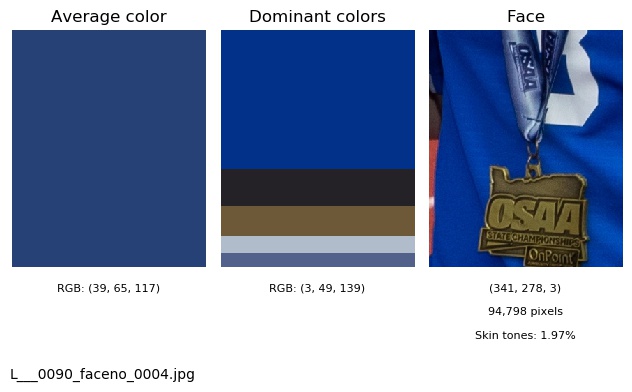 Average color
Dominant colors
Face
OSAA
B
OSAA
STATE CHAMPIONSHIPS
OnPoint
RGB: (39, 65, 117)
RGB: (3, 49, 139)
(341, 278, 3)
94,798 pixels
Skin tones: 1.97%
L___0090_faceno_0004.jpg